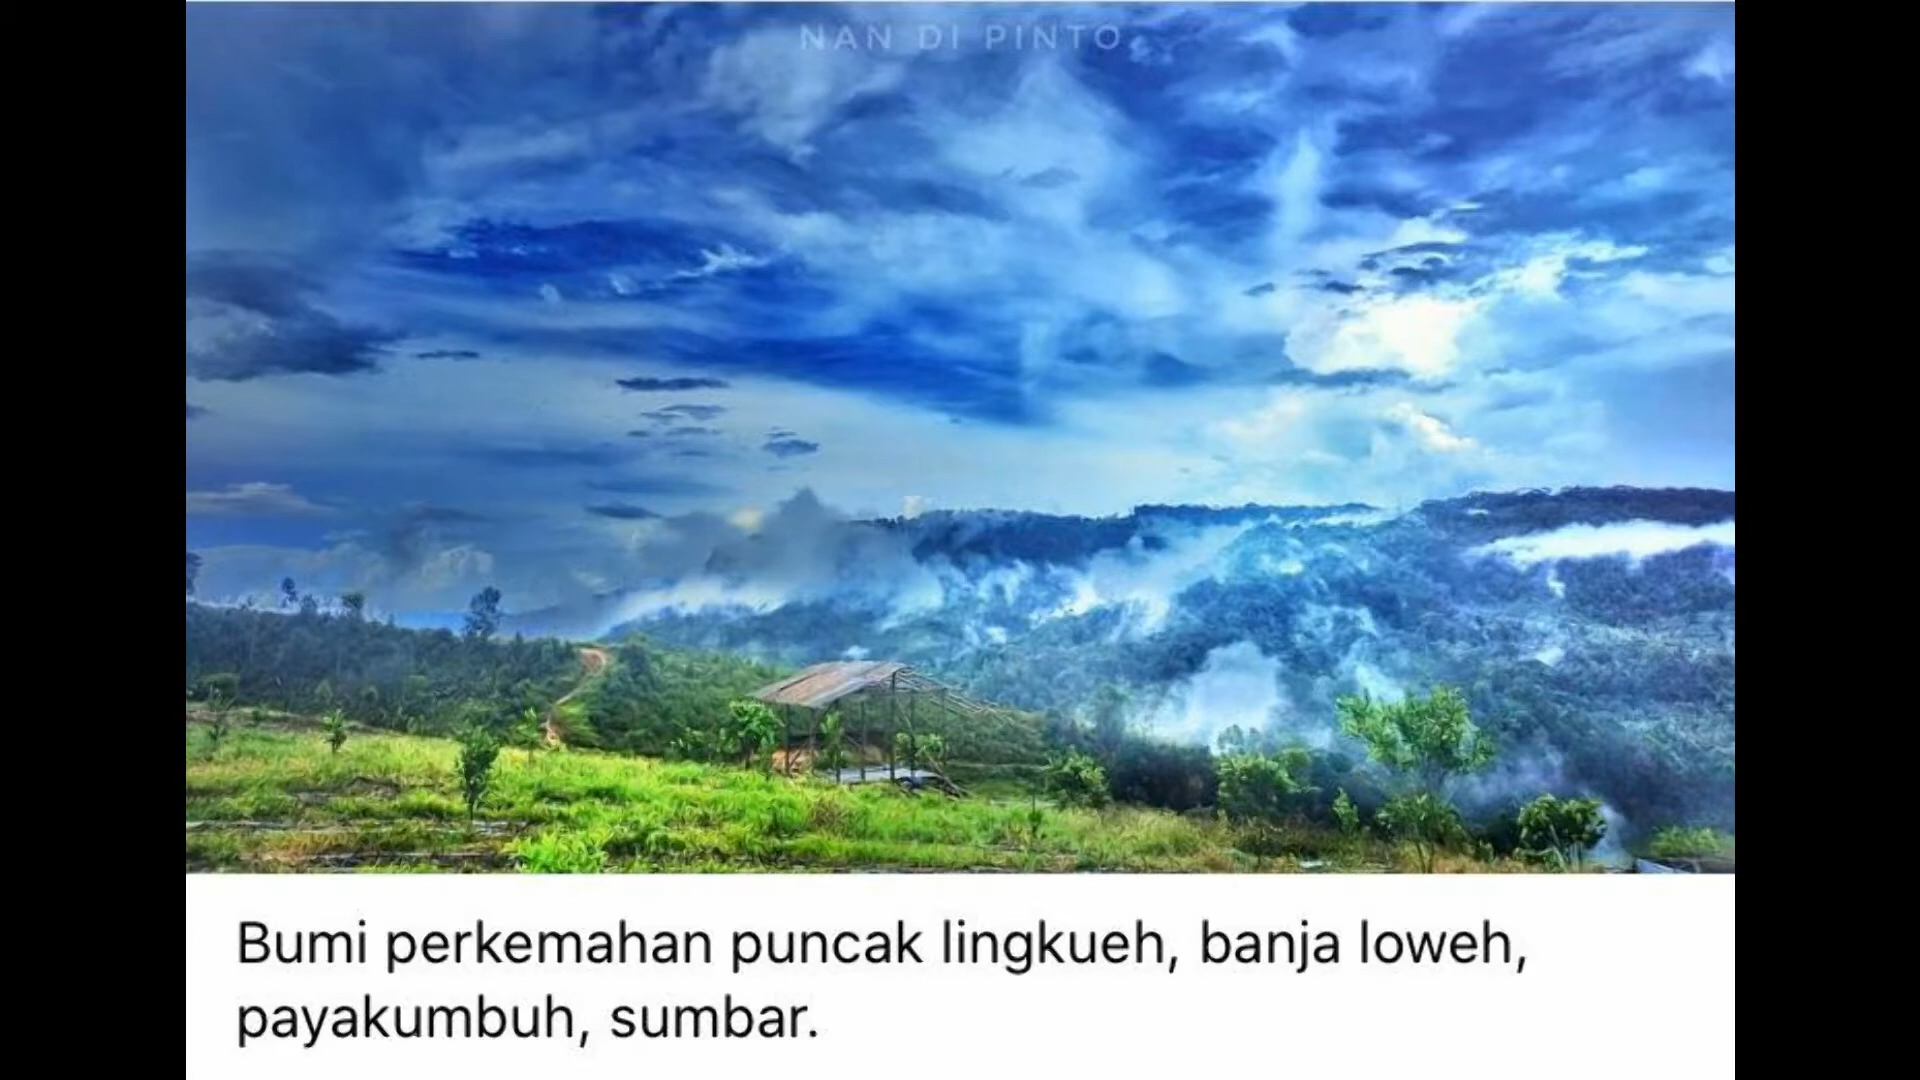 NAN DI PINTO
Bumi perkemahan puncak lingkueh, banja loweh,
payakumbuh, sumbar.